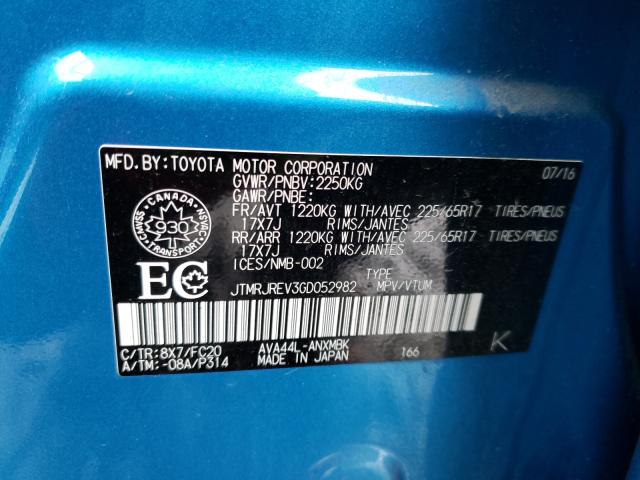 MFD.BY:TOYOTA MOTOR CORPORATION 07/16
GVWR/PNBV:2250KG
GAWR/PNBE:
FR/AVT 1220KG WITH/AVEC 225/65R17 TIRES/PNEUS
17X7J RIMS/JANTES
RR/ARR 1220KG WITH/AVEC 225/65R17 TIRES/PNEUS
17X7J RIMS/JANTES
ICES/NMB-002
CANADA
CMVSS 930 NSVAC
TRANSPORT
EC
TYPE
JTMRJREV3GD052982 MPV/VTUM
C/TR:8X7/FC20 AVA44L-ANXMBK 166 K
A/TM:-08A/P314 MADE IN JAPAN